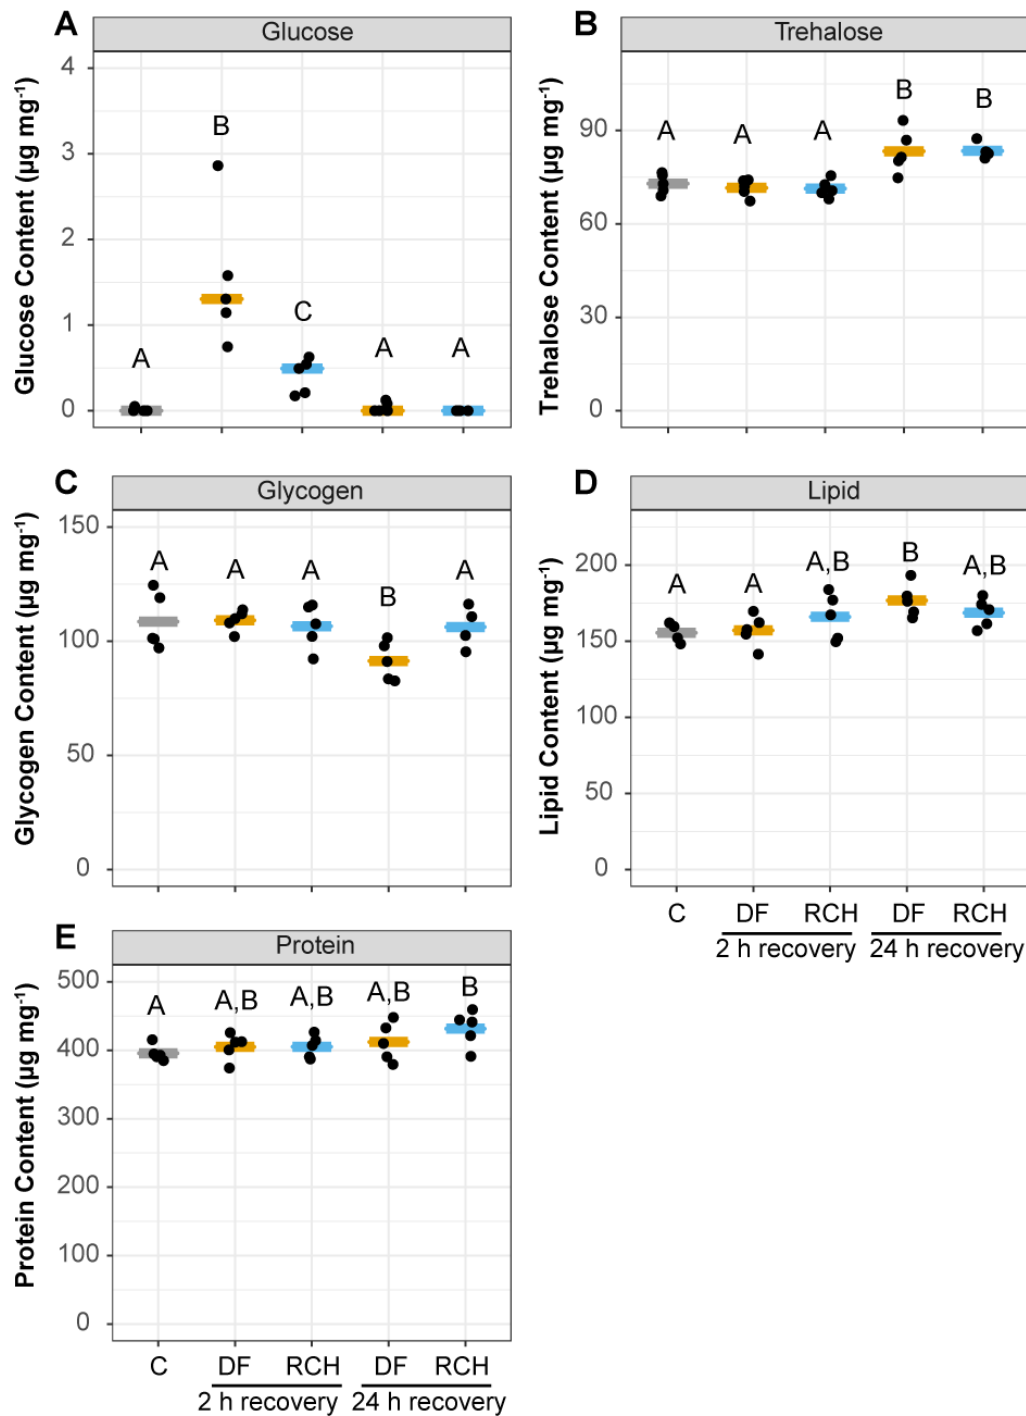 A
Glucose
Glucose Content (µg mg⁻¹)
4
3
2
1
0
A
B
C
A
A
B
Trehalose
Trehalose Content (µg mg⁻¹)
90
60
30
0
A
A
A
B
B
C
Glycogen
Glycogen Content (µg mg⁻¹)
150
100
50
0
A
A
A
B
A
D
Lipid
Lipid Content (µg mg⁻¹)
200
150
100
50
0
A
A
A,B
B
A,B
C DF RCH DF RCH
2 h recovery 24 h recovery
E
Protein
Protein Content (µg mg⁻¹)
500
400
300
200
100
0
A
A,B
A,B
A,B
B
C DF RCH DF RCH
2 h recovery 24 h recovery